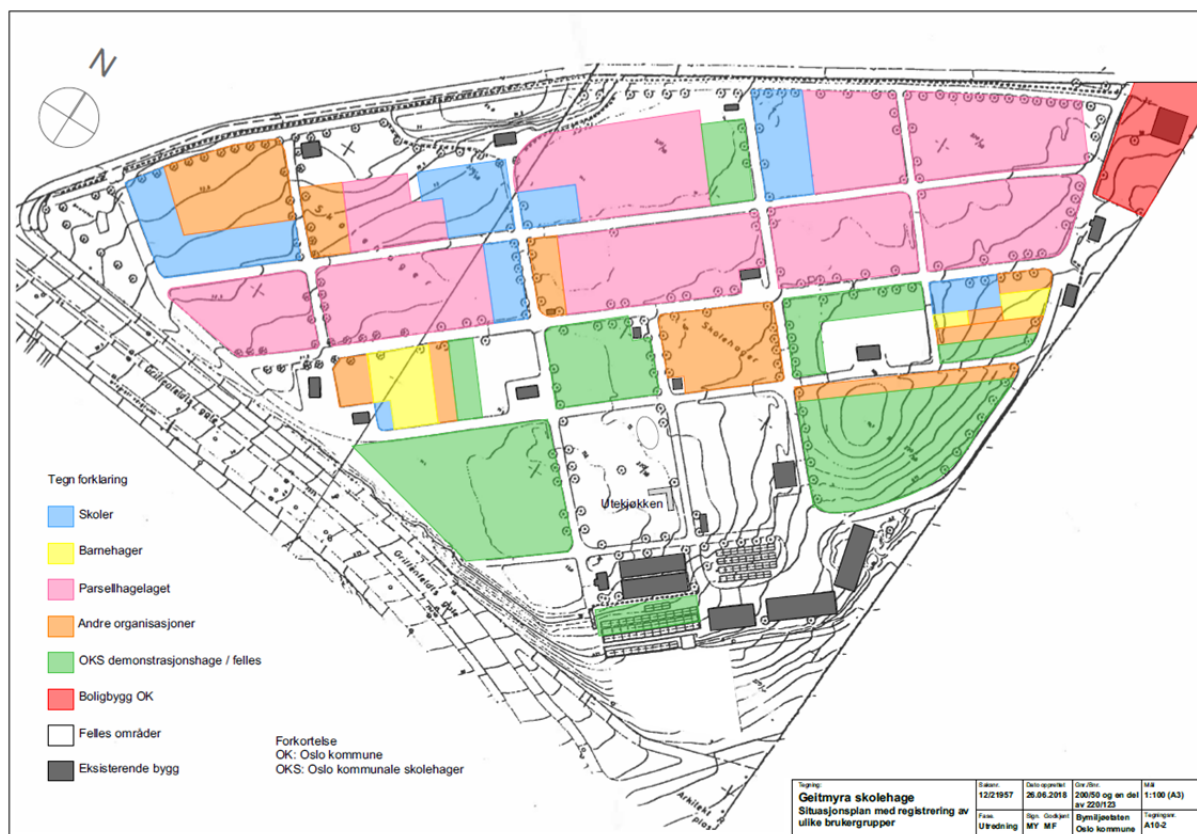 N
Skolehager
Griffenfeldts gate
Utekjøkken
Griffenfeldts gate
Tegn forklaring
Skoler
Barnehager
Parsellhagelaget
Andre organisasjoner
OKS demonstrasjonshage / felles
Boligbygg OK
Felles områder
Eksisterende bygg
Forkortelse
OK: Oslo kommune
OKS: Oslo kommunale skolehager
Tegning:
Geitmyra skolehage
Situasjonsplan med registrering av
ulike brukergrupper
Saksnr.
12/21957
Dato opprettet
26.06.2018
Gnr./Bnr.
200/50 og en del
av 220/123
Mål
1:100 (A3)
Fase.
Utredning
Sign. Godkjent
MY MF
Bymiljøetaten
Oslo kommune
Tegningsnr.
A10-2